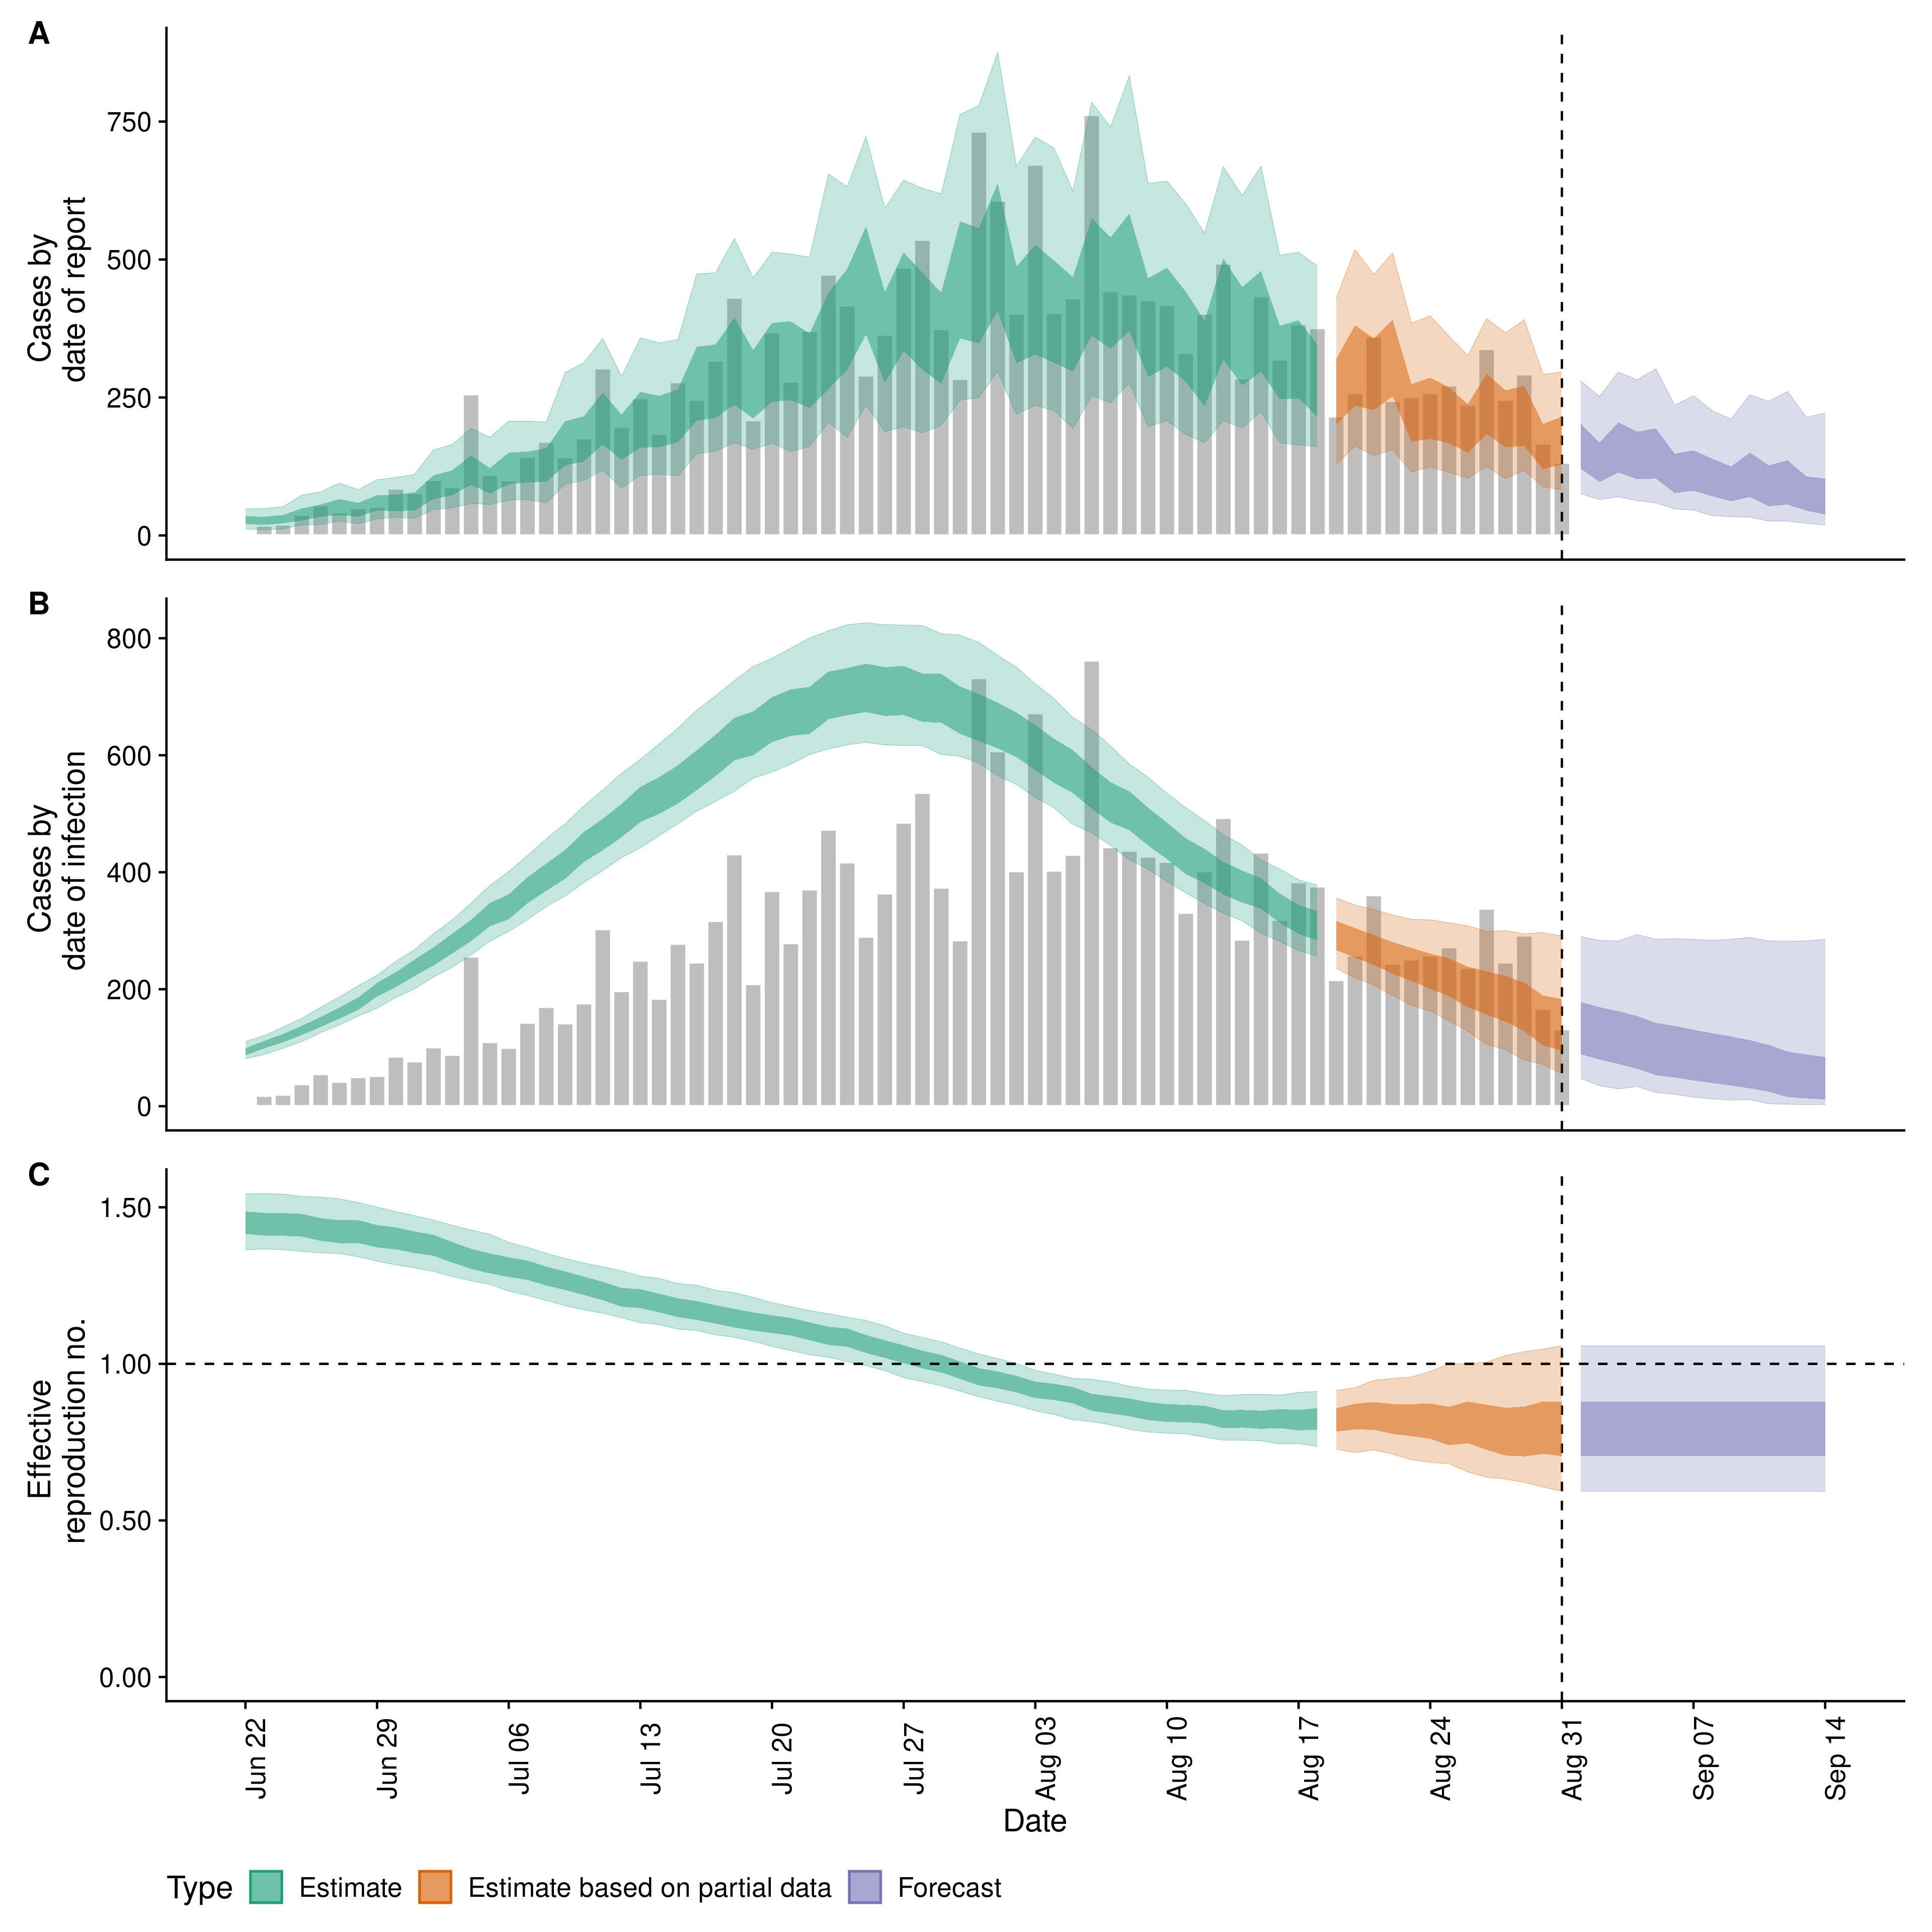 A
Cases by
date of report
750
500
250
0
B
Cases by
date of infection
800
600
400
200
0
C
Effective
reproduction no.
1.50
1.00
0.50
0.00
Jun 22
Jun 29
Jul 06
Jul 13
Jul 20
Jul 27
Aug 03
Aug 10
Aug 17
Aug 24
Aug 31
Sep 07
Sep 14
Date
Type Estimate Estimate based on partial data Forecast